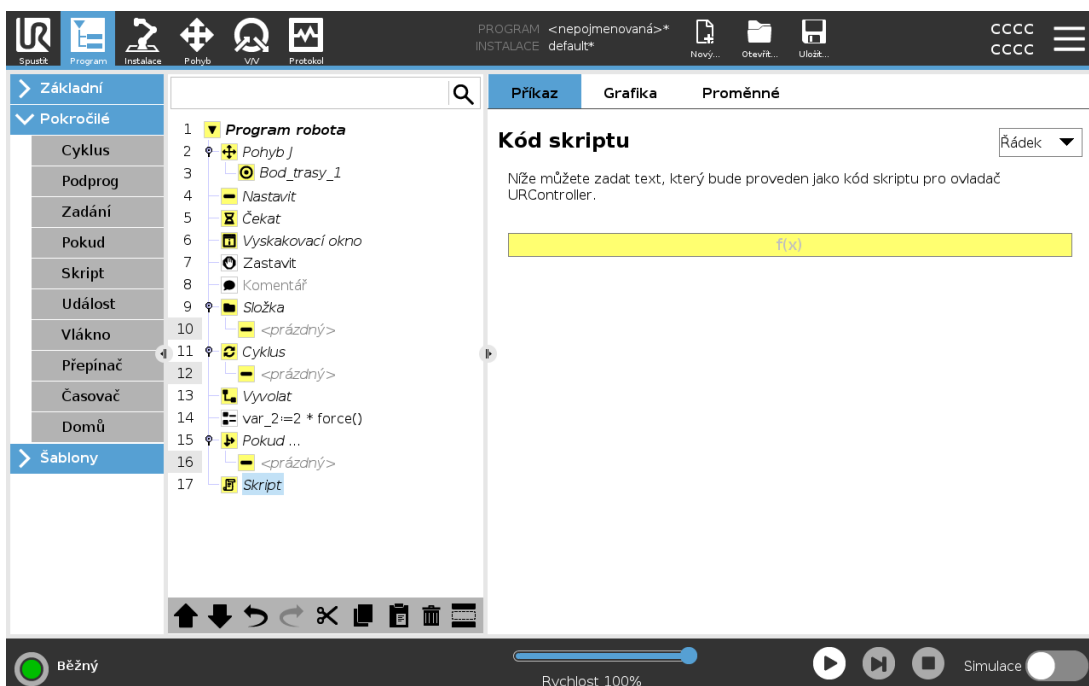 PROGRAM <nepojmenovaná>*
INSTALACE default*
CCCC
CCCC
Spustit Program Instalace Pohyb V/V Protokol Nový... Otevřít... Uložit...
Základní
Pokročilé
Cyklus
Podprog
Zadání
Pokud
Skript
Událost
Vlákno
Přepínač
Časovač
Domů
Šablony
1 Program robota
2 Pohyb J
3 Bod_trasy_1
4 Nastavit
5 Čekat
6 Vyskakovací okno
7 Zastavit
8 Komentář
9 Složka
10 <prázdný>
11 Cyklus
12 <prázdný>
13 Vyvolat
14 var_2:=2 * force()
15 Pokud ...
16 <prázdný>
17 Skript
Příkaz Grafika Proměnné
Kód skriptu
Řádek
Níže můžete zadat text, který bude proveden jako kód skriptu pro ovladač
URController.
f(x)
Běžný
Rychlost 100%
Simulace